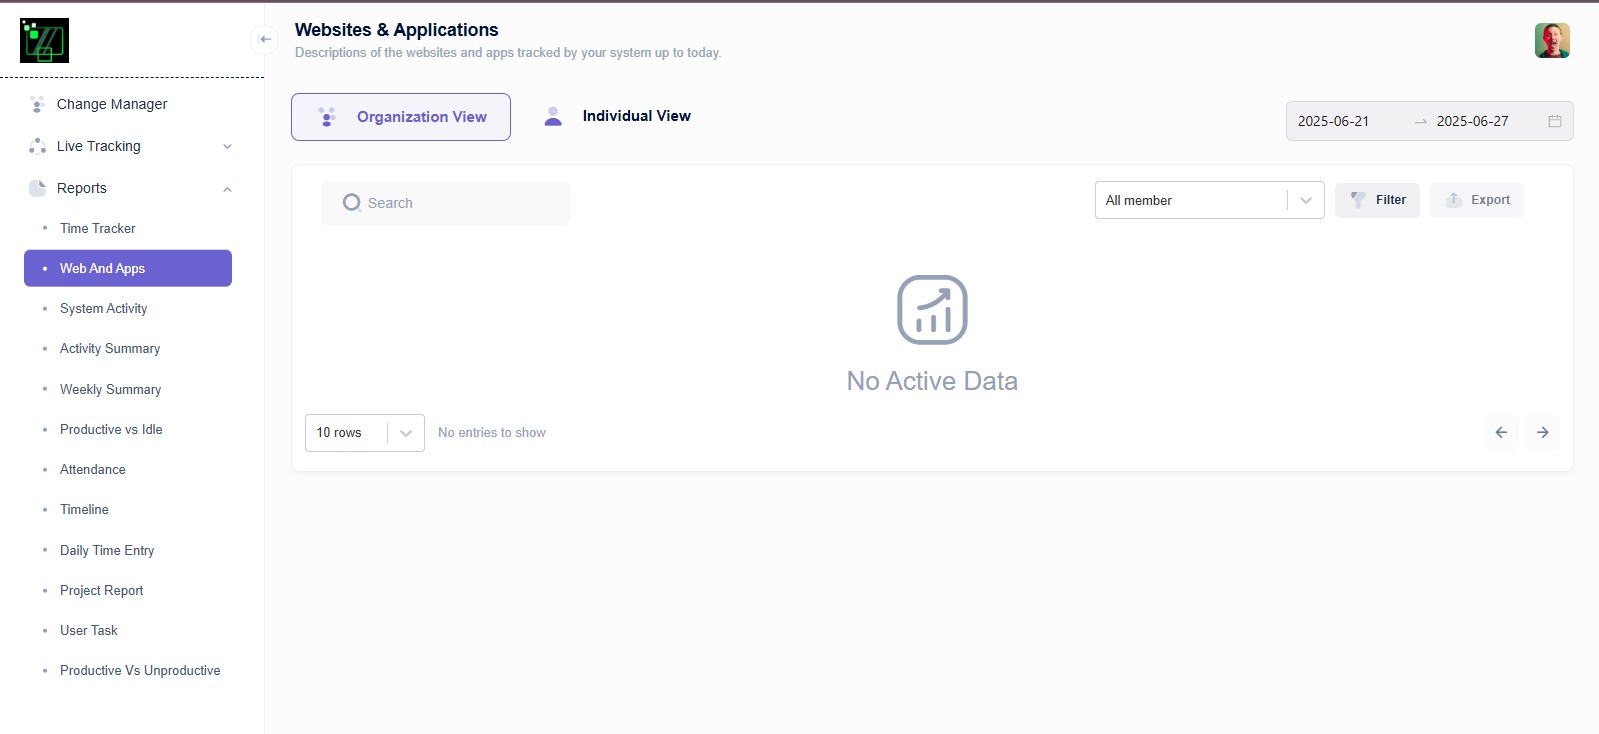 Websites & Applications
Descriptions of the websites and apps tracked by your system up to today.
Change Manager
Live Tracking
Reports
Time Tracker
Web And Apps
System Activity
Activity Summary
Weekly Summary
Productive vs Idle
Attendance
Timeline
Daily Time Entry
Project Report
User Task
Productive Vs Unproductive
Organization View
Individual View
2025-06-21
2025-06-27
Search
All member
Filter
Export
No Active Data
10 rows
No entries to show